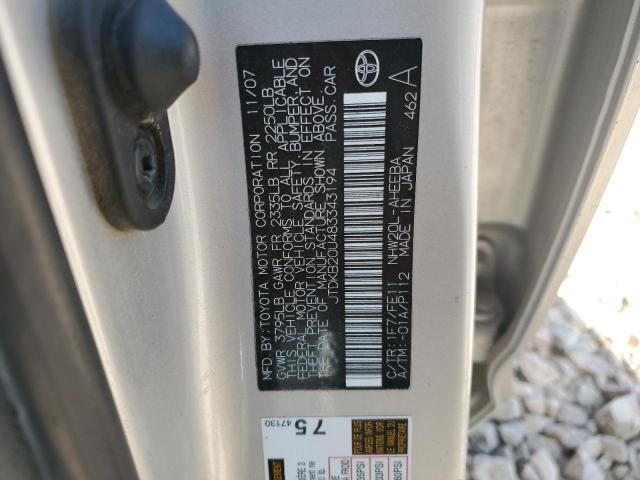 MFD.BY:TOYOTA MOTOR CORPORATION 11/07
GVWR 3795LB GAWR FR 2335LB RR 2250LB
THIS VEHICLE CONFORMS TO ALL APPLICABLE
FEDERAL MOTOR VEHICLE SAFETY, BUMPER, AND
THEFT PREVENTION STANDARDS IN EFFECT ON
THE DATE OF MANUFACTURE SHOWN ABOVE.
JTDKB20U483343194 PASS.CAR
C/TR:1F7/FE11 NHW20L-AHEEBA
A/TM:-01A/P112 MADE IN JAPAN
462 A
75
47130